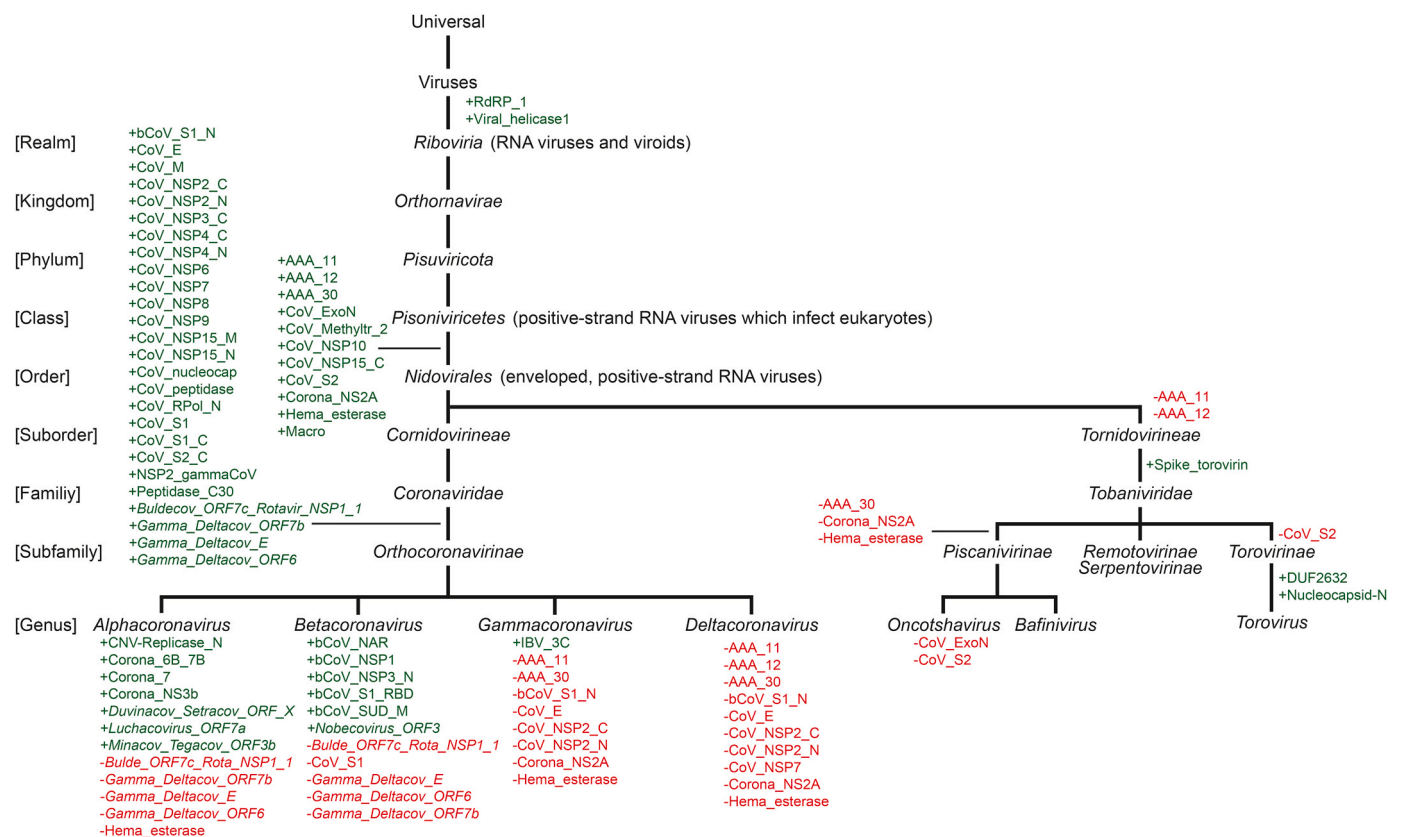 Universal
Viruses
+RdRP_1
+Viral_helicase1
[Realm]
Riboviria (RNA viruses and viroids)
[Kingdom]
Orthornavirae
[Phylum]
Pisuviricota
[Class]
Pisoniviricetes (positive-strand RNA viruses which infect eukaryotes)
[Order]
Nidovirales (enveloped, positive-strand RNA viruses)
[Suborder]
Cornidovirineae
Tornidovirineae
[Familiy]
Coronaviridae
Tobaniviridae
[Subfamily]
Orthocoronavirinae
Piscanivirinae
Remotovirinae
Serpentovirinae
Torovirinae
+bCoV_S1_N
+CoV_E
+CoV_M
+CoV_NSP2_C
+CoV_NSP2_N
+CoV_NSP3_C
+CoV_NSP4_C
+CoV_NSP4_N
+CoV_NSP6
+CoV_NSP7
+CoV_NSP8
+CoV_NSP9
+CoV_NSP15_M
+CoV_NSP15_N
+CoV_nucleocap
+CoV_peptidase
+CoV_RPol_N
+CoV_S1
+CoV_S1_C
+CoV_S2_C
+NSP2_gammaCoV
+Peptidase_C30
+Buldecov_ORF7c_Rotavir_NSP1_1
+Gamma_Deltacov_ORF7b
+Gamma_Deltacov_E
+Gamma_Deltacov_ORF6
+AAA_11
+AAA_12
+AAA_30
+CoV_ExoN
+CoV_Methyltr_2
+CoV_NSP10
+CoV_NSP15_C
+CoV_S2
+Corona_NS2A
+Hema_esterase
+Macro
-AAA_11
-AAA_12
+Spike_torovirin
-AAA_30
-Corona_NS2A
-Hema_esterase
-CoV_S2
+DUF2632
+Nucleocapsid-N
[Genus]
Alphacoronavirus
+CNV-Replicase_N
+Corona_6B_7B
+Corona_7
+Corona_NS3b
+Duvinacov_Setracov_ORF_X
+Luchacovirus_ORF7a
+Minacov_Tegacov_ORF3b
-Bulde_ORF7c_Rota_NSP1_1
-Gamma_Deltacov_ORF7b
-Gamma_Deltacov_E
-Gamma_Deltacov_ORF6
-Hema_esterase
Betacoronavirus
+bCoV_NAR
+bCoV_NSP1
+bCoV_NSP3_N
+bCoV_S1_RBD
+bCoV_SUD_M
+Nobecovirus_ORF3
-Bulde_ORF7c_Rota_NSP1_1
-CoV_S1
-Gamma_Deltacov_E
-Gamma_Deltacov_ORF6
-Gamma_Deltacov_ORF7b
Gammacoronavirus
+IBV_3C
-AAA_11
-AAA_30
-bCoV_S1_N
-CoV_E
-CoV_NSP2_C
-CoV_NSP2_N
-Corona_NS2A
-Hema_esterase
Deltacoronavirus
-AAA_11
-AAA_12
-AAA_30
-bCoV_S1_N
-CoV_E
-CoV_NSP2_C
-CoV_NSP2_N
-CoV_NSP7
-Corona_NS2A
-Hema_esterase
Oncotshavirus
-CoV_ExoN
-CoV_S2
Bafinivirus
Torovirus